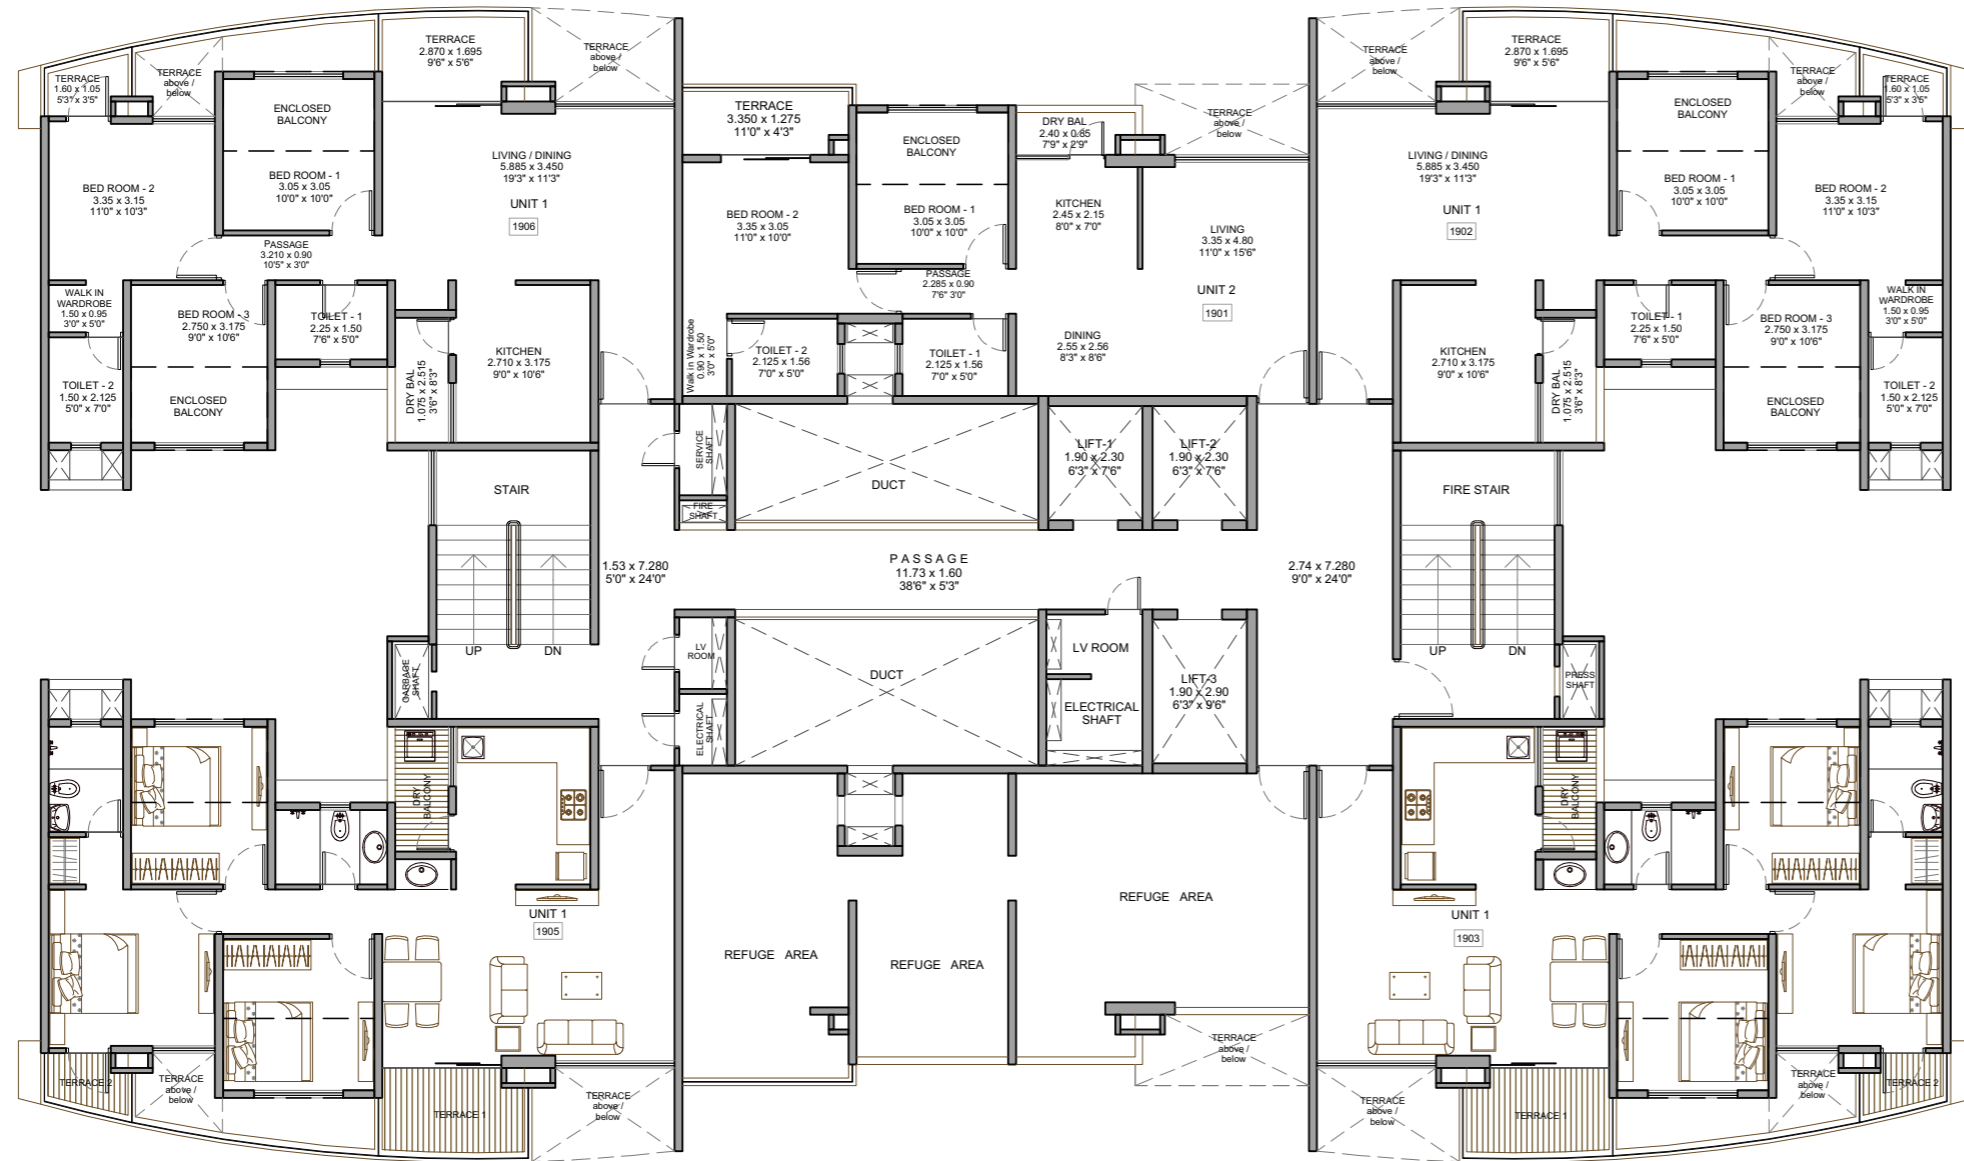 TERRACE
1.60 x 1.05
5'3" x 3'5"
TERRACE
above /
below
TERRACE
2.870 x 1.695
9'6" x 5'6"
TERRACE
above /
below
ENCLOSED
BALCONY
BED ROOM - 1
3.05 x 3.05
10'0" x 10'0"
BED ROOM - 2
3.35 x 3.15
11'0" x 10'3"
LIVING / DINING
5.885 x 3.450
19'3" x 11'3"
UNIT 1
1906
PASSAGE
3.210 x 0.90
10'5" x 3'0"
WALK IN
WARDROBE
1.50 x 0.95
3'0" x 5'0"
BED ROOM - 3
2.750 x 3.175
9'0" x 10'6"
ENCLOSED
BALCONY
TOILET - 1
2.25 x 1.50
7'6" x 5'0"
TOILET - 2
1.50 x 2.125
5'0" x 7'0"
DRY BAL
1.075 x 2.515
3'6" x 8'3"
KITCHEN
2.710 x 3.175
9'0" x 10'6"
TERRACE
3.350 x 1.275
11'0" x 4'3"
ENCLOSED
BALCONY
BED ROOM - 1
3.05 x 3.05
10'0" x 10'0"
BED ROOM - 2
3.35 x 3.05
11'0" x 10'0"
DRY BAL
2.40 x 0.85
7'9" x 2'9"
TERRACE
above /
below
KITCHEN
2.45 x 2.15
8'0" x 7'0"
LIVING
3.35 x 4.80
11'0" x 15'6"
UNIT 2
1901
PASSAGE
2.285 x 0.90
7'6" 3'0"
Walk in Wardrobe
0.90 x 1.50
3'0" x 5'0"
TOILET - 2
2.125 x 1.56
7'0" x 5'0"
TOILET - 1
2.125 x 1.56
7'0" x 5'0"
DINING
2.55 x 2.56
8'3" x 8'6"
TERRACE
above /
below
TERRACE
2.870 x 1.695
9'6" x 5'6"
TERRACE
above /
below
TERRACE
1.60 x 1.05
5'3" x 3'5"
ENCLOSED
BALCONY
BED ROOM - 1
3.05 x 3.05
10'0" x 10'0"
BED ROOM - 2
3.35 x 3.15
11'0" x 10'3"
LIVING / DINING
5.885 x 3.450
19'3" x 11'3"
UNIT 1
1902
WALK IN
WARDROBE
1.50 x 0.95
3'0" x 5'0"
TOILET - 1
2.25 x 1.50
7'6" x 5'0"
BED ROOM - 3
2.750 x 3.175
9'0" x 10'6"
ENCLOSED
BALCONY
KITCHEN
2.710 x 3.175
9'0" x 10'6"
DRY BAL
1.075 x 2.515
3'6" x 8'3"
TOILET - 2
1.50 x 2.125
5'0" x 7'0"
STAIR
UP
DN
SERVICE
SHAFT
FIRE
SHAFT
DUCT
LIFT-1
1.90 x 2.30
6'3" x 7'6"
LIFT-2
1.90 x 2.30
6'3" x 7'6"
FIRE STAIR
UP
DN
1.53 x 7.280
5'0" x 24'0"
PASSAGE
11.73 x 1.60
38'6" x 5'3"
2.74 x 7.280
9'0" x 24'0"
GARBAGE
SHAFT
LV
ROOM
ELECTRICAL
SHAFT
DUCT
LV ROOM
ELECTRICAL
SHAFT
LIFT-3
1.90 x 2.90
6'3" x 9'6"
PRESS
SHAFT
DRY
BALCONY
UNIT 1
1905
TERRACE 2
TERRACE
above /
below
TERRACE 1
TERRACE
above /
below
REFUGE AREA
REFUGE AREA
REFUGE AREA
TERRACE
above /
below
DRY
BALCONY
UNIT 1
1903
TERRACE
above /
below
TERRACE 1
TERRACE
above /
below
TERRACE 2